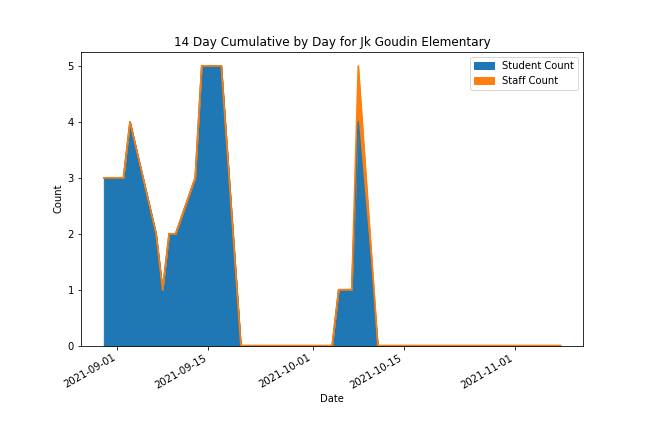 14 Day Cumulative by Day for Jk Goudin Elementary
Student Count
Staff Count
Count
5
4
3
2
1
0
2021-09-01
2021-09-15
2021-10-01
2021-10-15
2021-11-01
Date